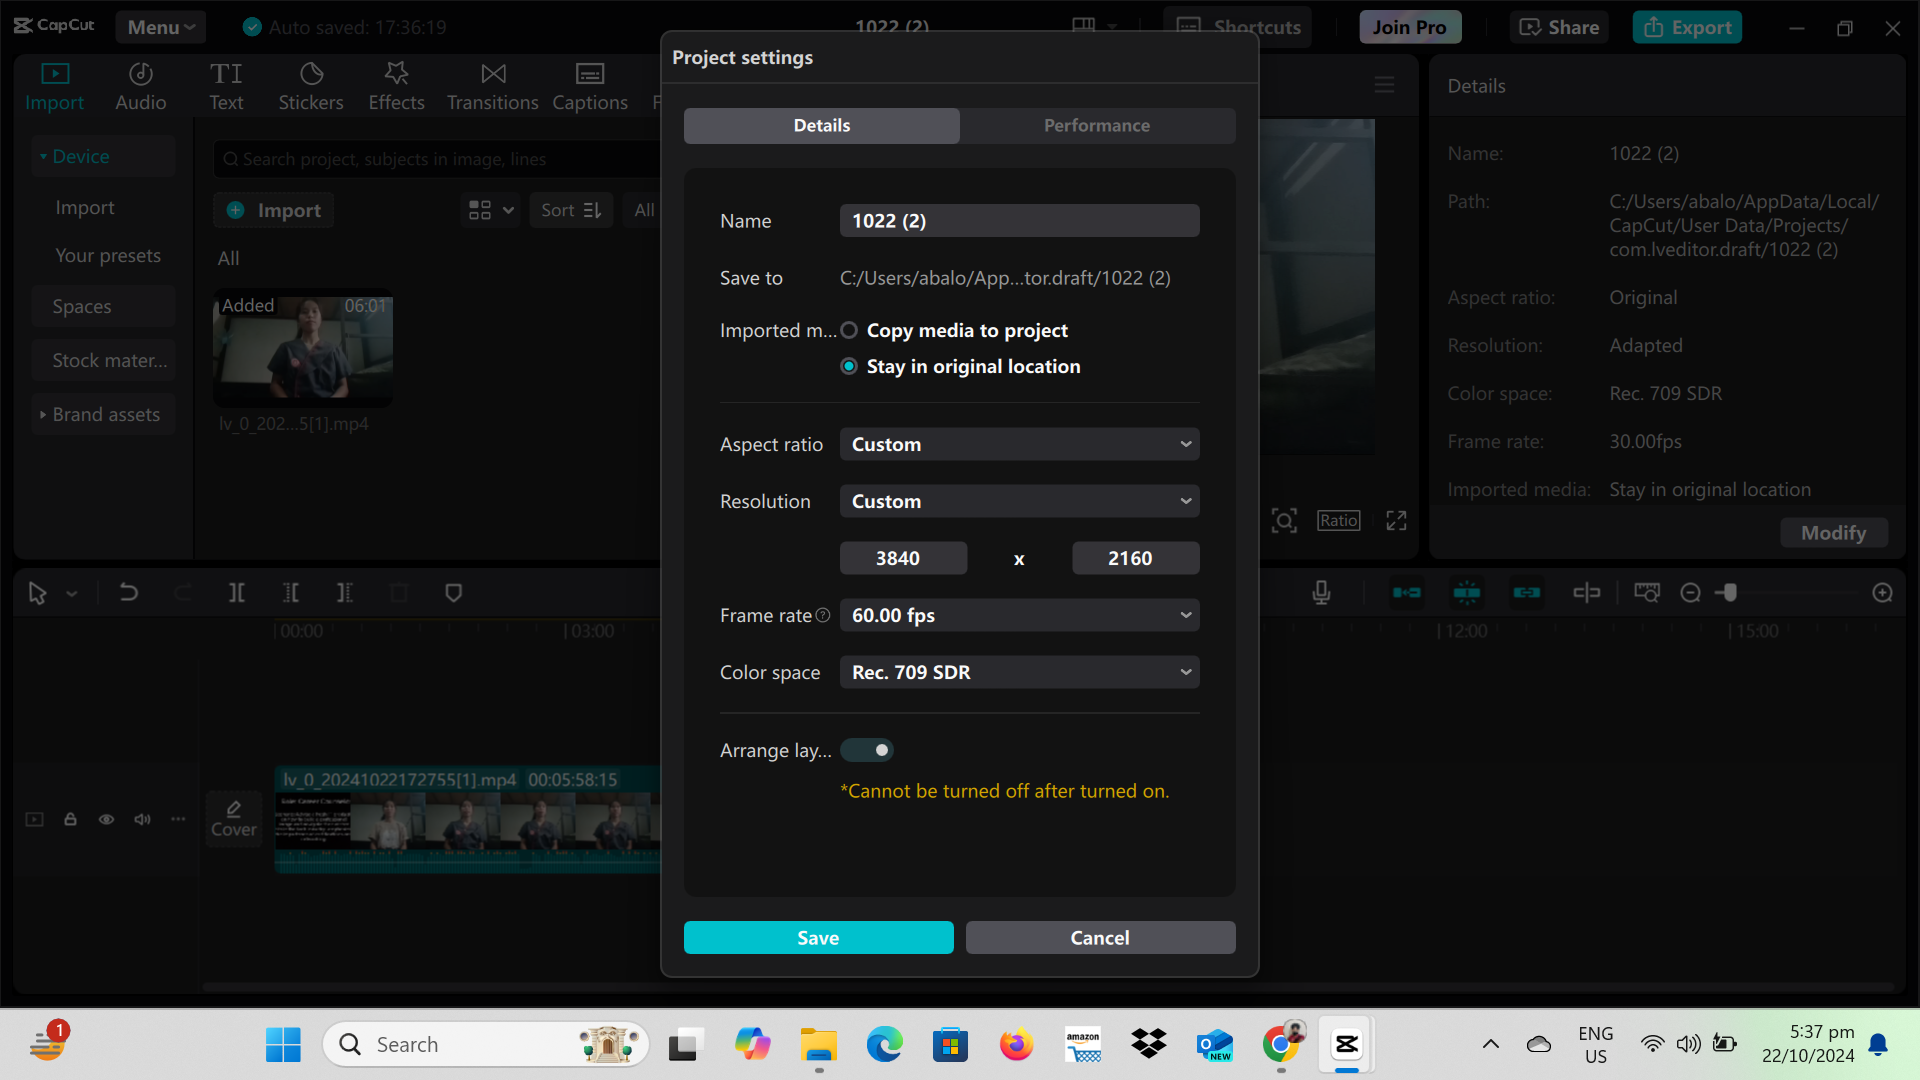 CapCut
Menu
Auto saved: 17:36:19
1022 (2)
Shortcuts
Join Pro
Share
Export
Import
Audio
TI
Text
Stickers
Effects
Transitions
Captions
F
Device
Import
Your presets
Spaces
Stock mater...
Brand assets
Search project, subjects in image, lines
Import
Sort
All
All
Added
06:01
lv_0_202...5[1].mp4
Project settings
Details
Performance
Name
1022 (2)
Save to
C:/Users/abalo/App...tor.draft/1022 (2)
Imported m...
Copy media to project
Stay in original location
Aspect ratio
Custom
Resolution
Custom
3840 x 2160
Frame rate
60.00 fps
Color space
Rec. 709 SDR
Arrange lay...
*Cannot be turned off after turned on.
Save
Cancel
Ratio
Details
Name: 1022 (2)
Path: C:/Users/abalo/AppData/Local/
CapCut/User Data/Projects/
com.lveditor.draft/1022 (2)
Aspect ratio: Original
Resolution: Adapted
Color space: Rec. 709 SDR
Frame rate: 30.00fps
Imported media: Stay in original location
Modify
00:00
03:00
12:00
15:00
Cover
lv_0_20241022172755[1].mp4 00:05:58:15
1
Search
amazon
NEW
ENG
US
5:37 pm
22/10/2024